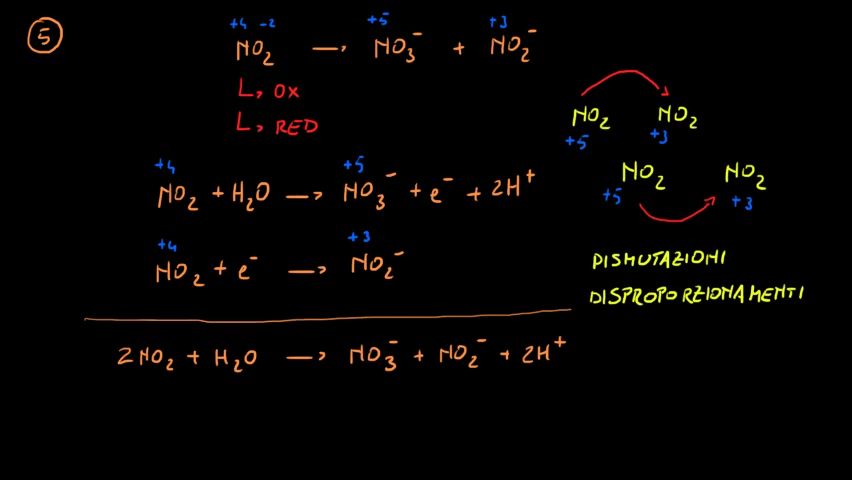 5
+4 -2 +5 +3
NO₂ → NO₃⁻ + NO₂⁻
↳ OX
↳ RED
NO₂ NO₂
+5 +3
NO₂ NO₂
+5 +3
+4 +5
NO₂ + H₂O → NO₃⁻ + e⁻ + 2H⁺
+4 +3
NO₂ + e⁻ → NO₂⁻
DISMUTAZIONI
DISPROPORZIONAMENTI
2NO₂ + H₂O → NO₃⁻ + NO₂⁻ + 2H⁺